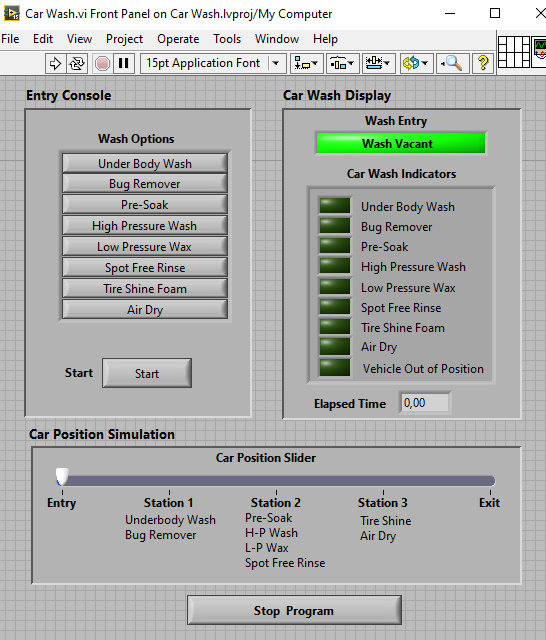 Car Wash.vi Front Panel on Car Wash.lvproj/My Computer
File Edit View Project Operate Tools Window Help
15pt Application Font
Entry Console
Wash Options
Under Body Wash
Bug Remover
Pre-Soak
High Pressure Wash
Low Pressure Wax
Spot Free Rinse
Tire Shine Foam
Air Dry
Start Start
Car Wash Display
Wash Entry
Wash Vacant
Car Wash Indicators
Under Body Wash
Bug Remover
Pre-Soak
High Pressure Wash
Low Pressure Wax
Spot Free Rinse
Tire Shine Foam
Air Dry
Vehicle Out of Position
Elapsed Time 0,00
Car Position Simulation
Car Position Slider
Entry Station 1 Station 2 Station 3 Exit
Underbody Wash
Bug Remover
Pre-Soak
H-P Wash
L-P Wax
Spot Free Rinse
Tire Shine
Air Dry
Stop Program